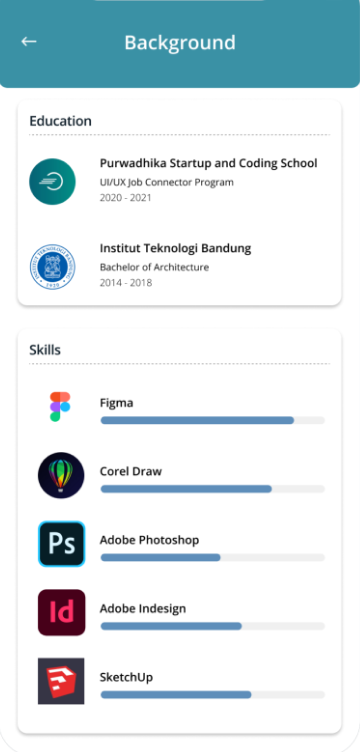 Background
Education
Purwadhika Startup and Coding School
UI/UX Job Connector Program
2020 - 2021
Institut Teknologi Bandung
Bachelor of Architecture
2014 - 2018
Skills
Figma
Corel Draw
Ps
Adobe Photoshop
Id
Adobe Indesign
SketchUp